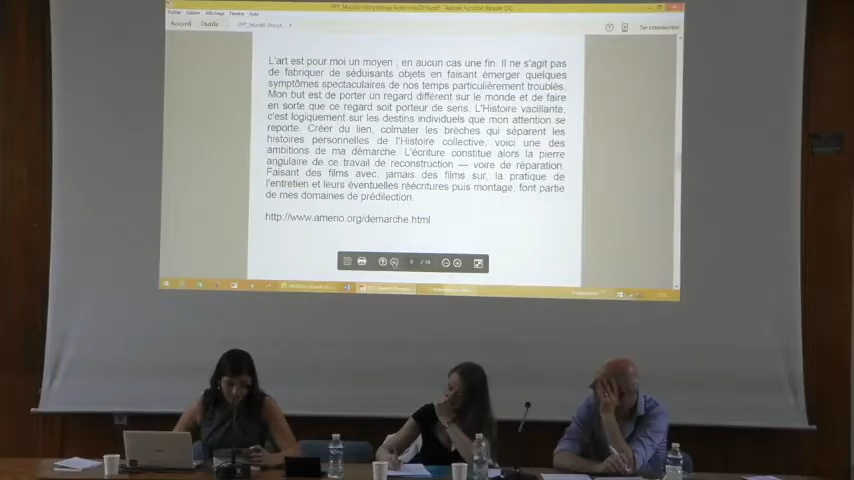 Fichier Edition Affichage Fenêtre Aide
Accueil Outils
Se connecter
L'art est pour moi un moyen ; en aucun cas une fin. Il ne s'agit pas
de fabriquer de séduisants objets en faisant émerger quelques
symptômes spectaculaires de nos temps particulièrement troublés.
Mon but est de porter un regard différent sur le monde et de faire
en sorte que ce regard soit porteur de sens. L'Histoire vacillante,
c'est logiquement sur les destins individuels que mon attention se
reporte. Créer du lien, colmater les brèches qui séparent les
histoires personnelles de l'Histoire collective, voici une des
ambitions de ma démarche. L'écriture constitue alors la pierre
angulaire de ce travail de reconstruction — voire de réparation.
Faisant des films avec, jamais des films sur, la pratique de
l'entretien et leurs éventuelles réécritures puis montage, font partie
de mes domaines de prédilection.
http://www.amerio.org/demarche.html